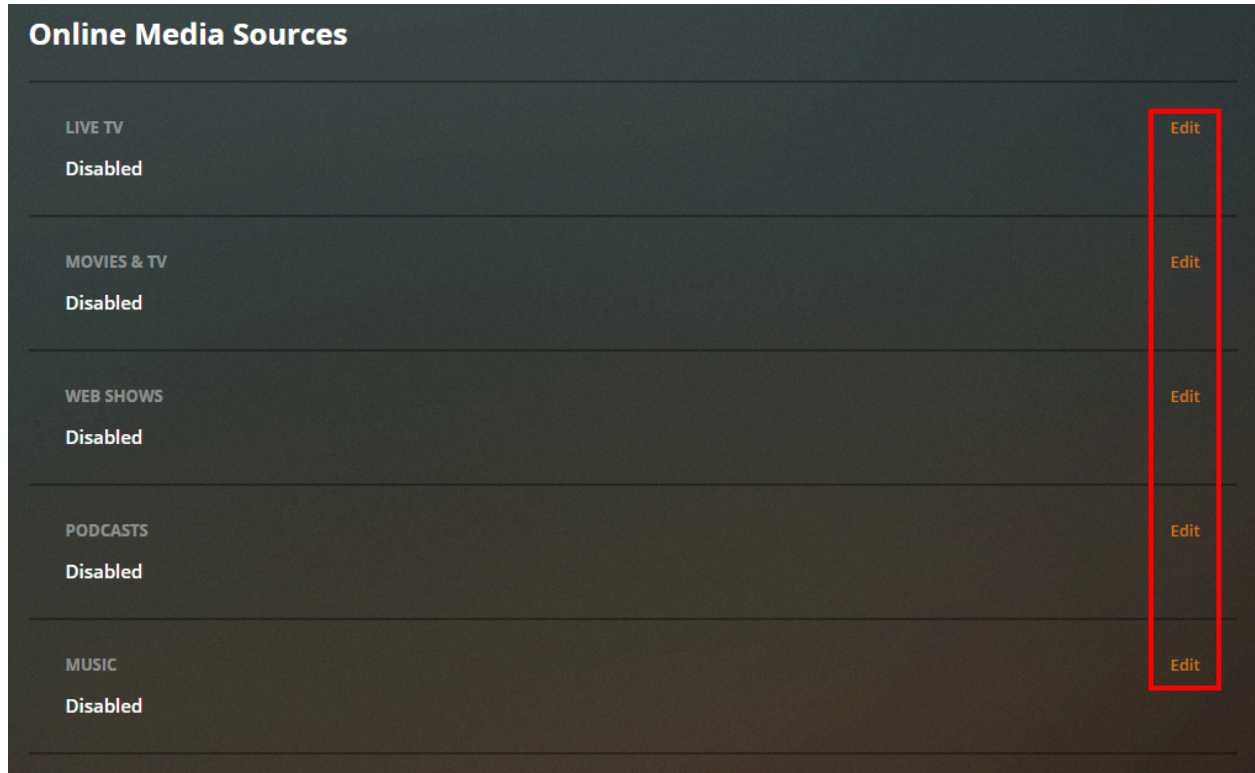 Online Media Sources
LIVE TV
Edit
Disabled
MOVIES & TV
Edit
Disabled
WEB SHOWS
Edit
Disabled
PODCASTS
Edit
Disabled
MUSIC
Edit
Disabled